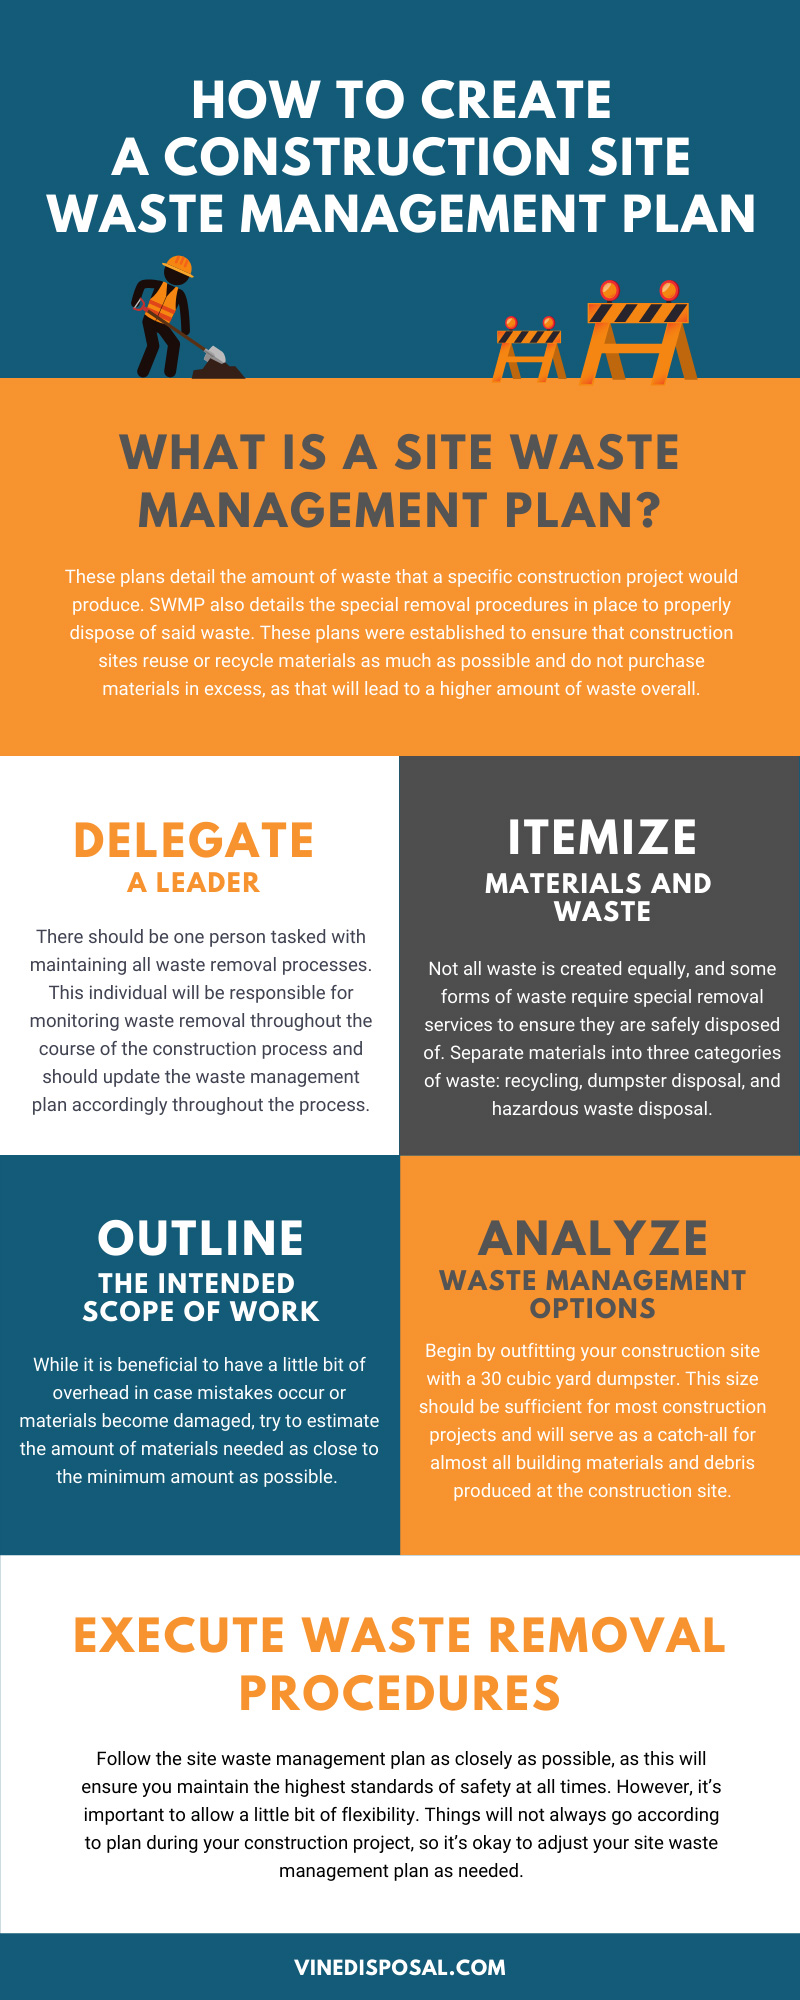 HOW TO CREATE
A CONSTRUCTION SITE
WASTE MANAGEMENT PLAN
WHAT IS A SITE WASTE
MANAGEMENT PLAN?
These plans detail the amount of waste that a specific construction project would
produce. SWMP also details the special removal procedures in place to properly
dispose of said waste. These plans were established to ensure that construction
sites reuse or recycle materials as much as possible and do not purchase
materials in excess, as that will lead to a higher amount of waste overall.
DELEGATE
A LEADER
There should be one person tasked with
maintaining all waste removal processes.
This individual will be responsible for
monitoring waste removal throughout the
course of the construction process and
should update the waste management
plan accordingly throughout the process.
ITEMIZE
MATERIALS AND
WASTE
Not all waste is created equally, and some
forms of waste require special removal
services to ensure they are safely disposed
of. Separate materials into three categories
of waste: recycling, dumpster disposal, and
hazardous waste disposal.
OUTLINE
THE INTENDED
SCOPE OF WORK
While it is beneficial to have a little bit of
overhead in case mistakes occur or
materials become damaged, try to estimate
the amount of materials needed as close to
the minimum amount as possible.
ANALYZE
WASTE MANAGEMENT
OPTIONS
Begin by outfitting your construction site
with a 30 cubic yard dumpster. This size
should be sufficient for most construction
projects and will serve as a catch-all for
almost all building materials and debris
produced at the construction site.
EXECUTE WASTE REMOVAL
PROCEDURES
Follow the site waste management plan as closely as possible, as this will
ensure you maintain the highest standards of safety at all times. However, it’s
important to allow a little bit of flexibility. Things will not always go according
to plan during your construction project, so it’s okay to adjust your site waste
management plan as needed.
VINEDISPOSAL.COM